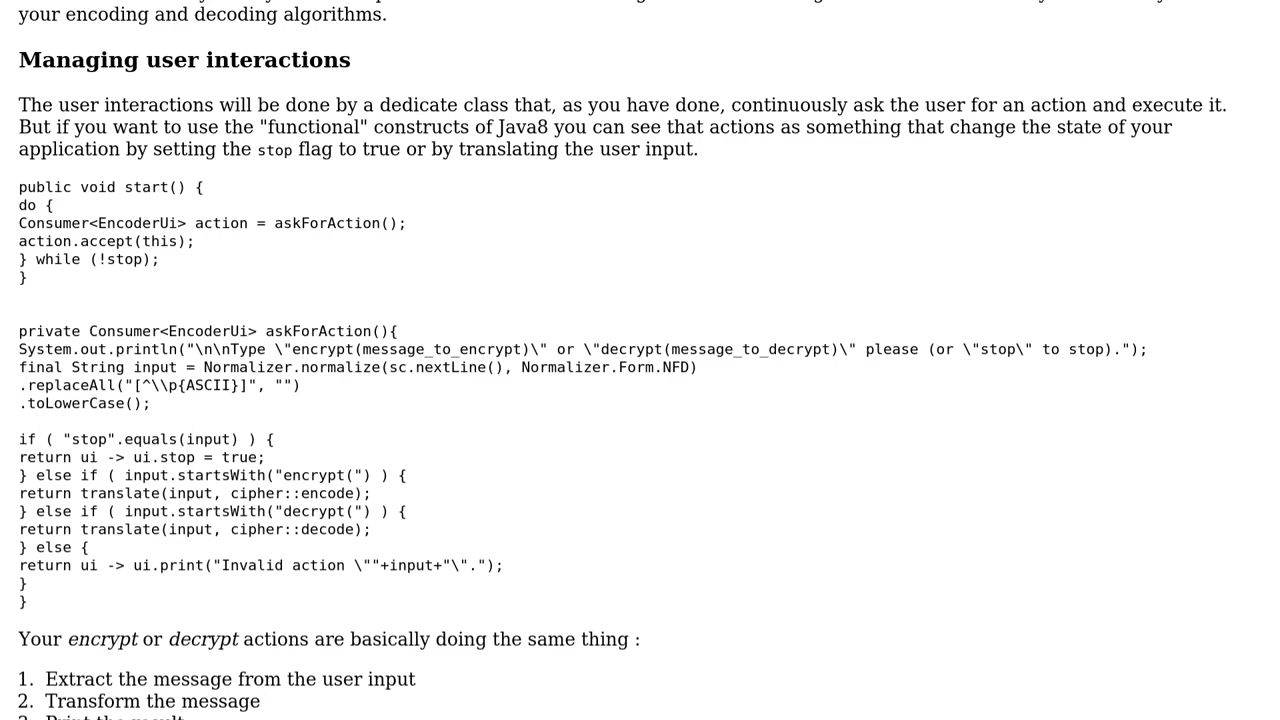 your encoding and decoding algorithms.
Managing user interactions
The user interactions will be done by a dedicate class that, as you have done, continuously ask the user for an action and execute it.
But if you want to use the "functional" constructs of Java8 you can see that actions as something that change the state of your
application by setting the stop flag to true or by translating the user input.
public void start() {
do {
Consumer<EncoderUi> action = askForAction();
action.accept(this);
} while (!stop);
}
private Consumer<EncoderUi> askForAction(){
System.out.println("\n\nType \"encrypt(message_to_encrypt)\" or \"decrypt(message_to_decrypt)\" please (or \"stop\" to stop).");
final String input = Normalizer.normalize(sc.nextLine(), Normalizer.Form.NFD)
.replaceAll("[^\\p{ASCII}]", "")
.toLowerCase();
if ( "stop".equals(input) ) {
return ui -> ui.stop = true;
} else if ( input.startsWith("encrypt(") ) {
return translate(input, cipher::encode);
} else if ( input.startsWith("decrypt(") ) {
return translate(input, cipher::decode);
} else {
return ui -> ui.print("Invalid action \""+input+"\".");
}
}
Your encrypt or decrypt actions are basically doing the same thing :
1. Extract the message from the user input
2. Transform the message
3. Print the result